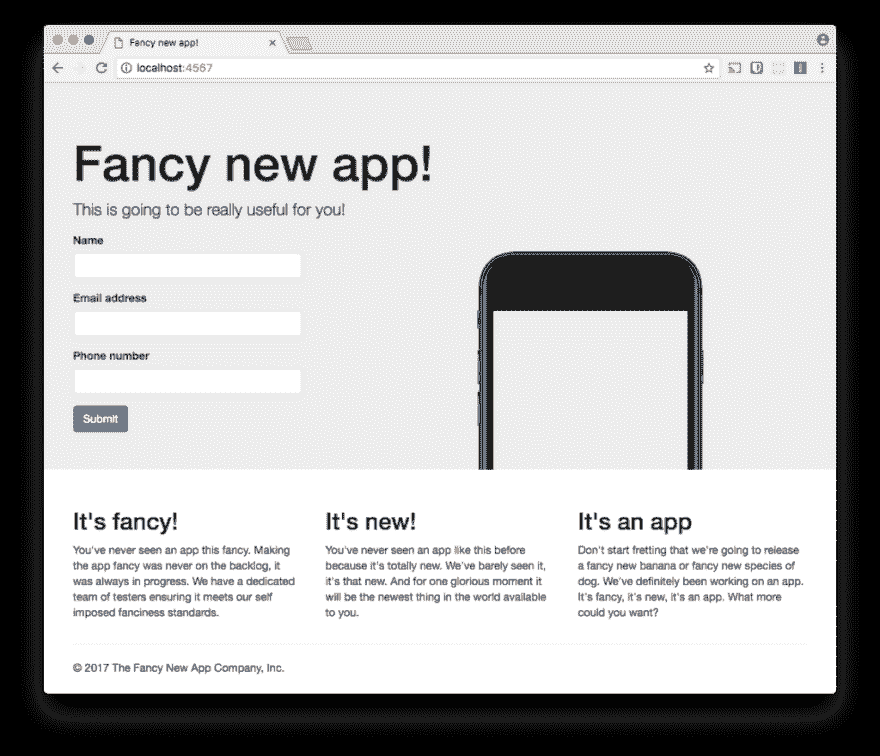 Fancy new app!
localhost:4567
Fancy new app!
This is going to be really useful for you!
Name
Email address
Phone number
Submit
It's fancy!
You've never seen an app this fancy. Making
the app fancy was never on the backlog, it
was always in progress. We have a dedicated
team of testers ensuring it meets our self
imposed fanciness standards.
It's new!
You've never seen an app like this before
because it's totally new. We've barely seen it,
it's that new. And for one glorious moment it
will be the newest thing in the world available
to you.
It's an app
Don't start fretting that we're going to release
a fancy new banana or fancy new species of
dog. We've definitely been working on an app.
It's fancy, it's new, it's an app. What more
could you want?
© 2017 The Fancy New App Company, Inc.